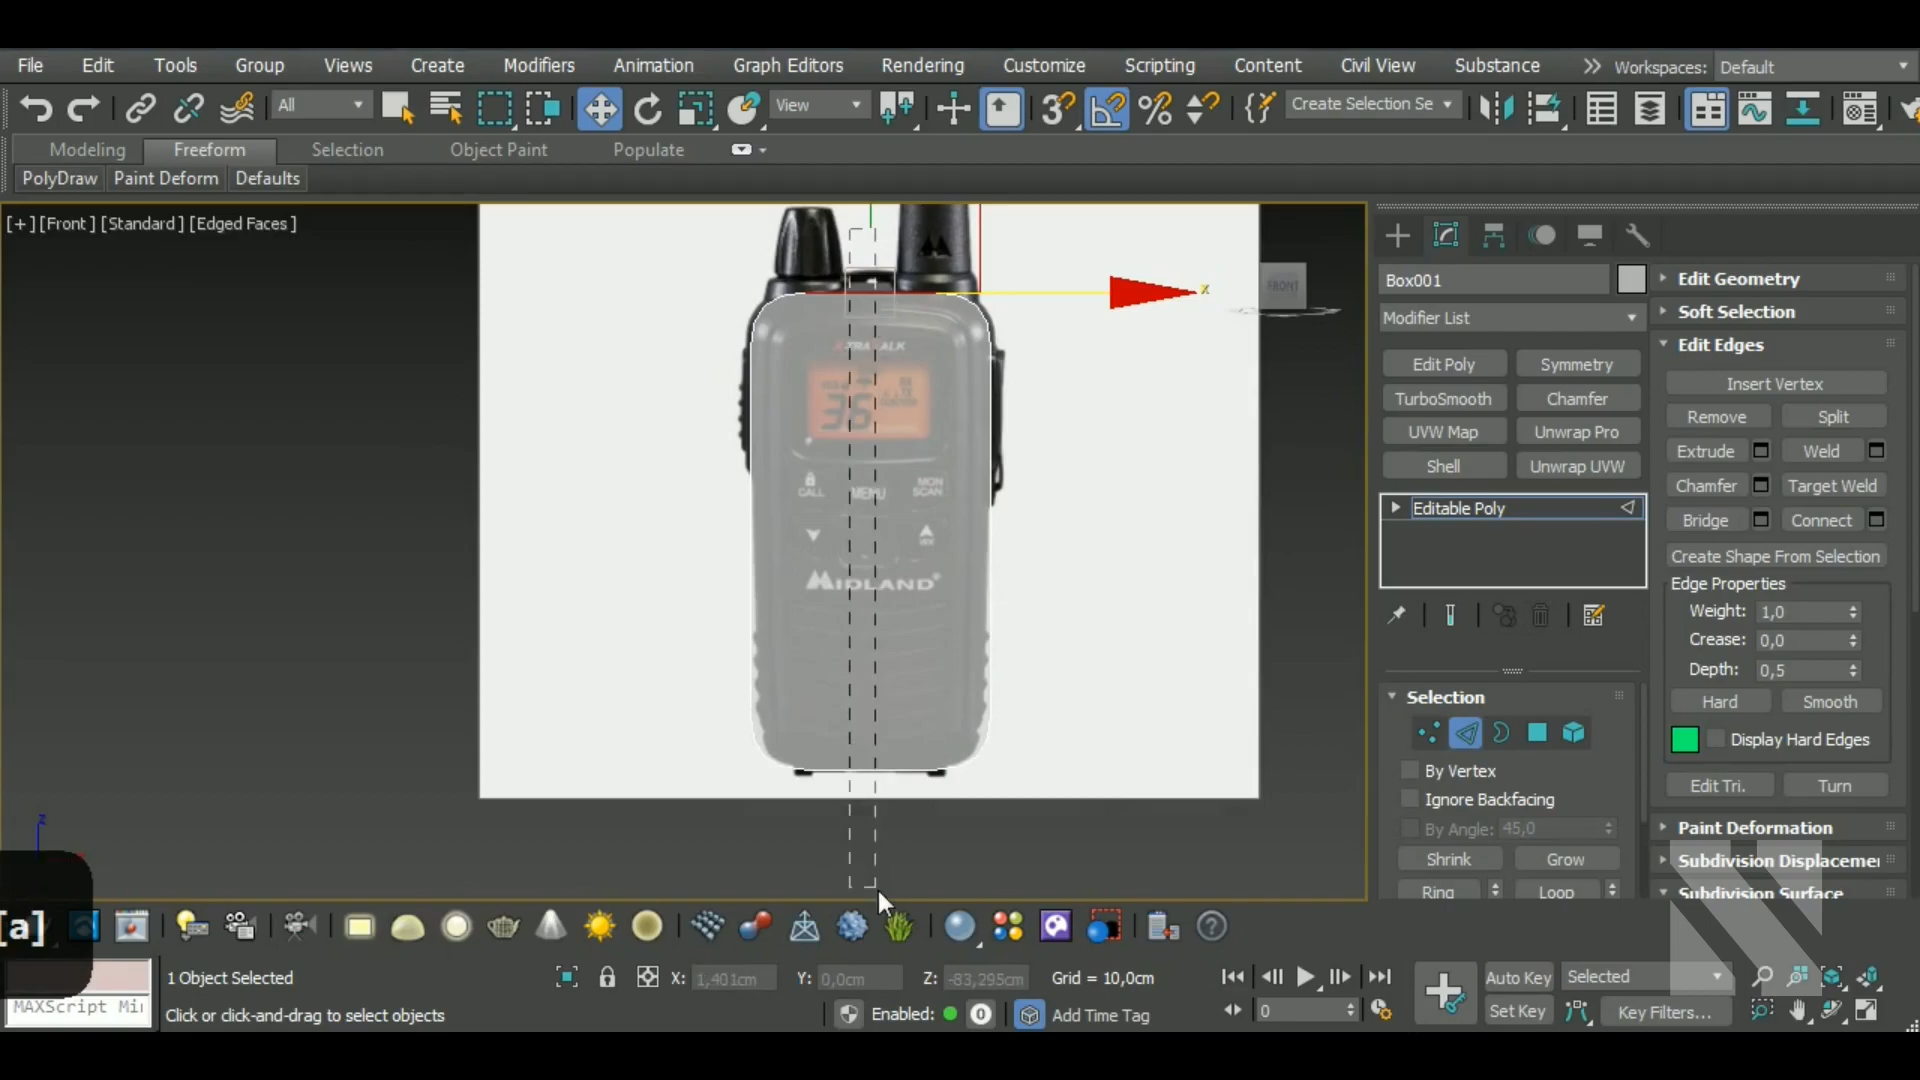 File Edit Tools Group Views Create Modifiers Animation Graph Editors Rendering Customize Scripting Content Civil View Substance Workspaces: Default
All View Create Selection Se
Modeling Freeform Selection Object Paint Populate
PolyDraw Paint Deform Defaults
[+] [Front] [Standard] [Edged Faces]
FRONT
X
36
CALL MENU MON
SCAN
WX
MIDLAND®
z
Box001
Modifier List
Edit Poly Symmetry
TurboSmooth Chamfer
UVW Map Unwrap Pro
Shell Unwrap UVW
Editable Poly
Selection
By Vertex
Ignore Backfacing
By Angle: 45,0
Shrink Grow
Ring Loop
Edit Geometry
Soft Selection
Edit Edges
Insert Vertex
Remove Split
Extrude Weld
Chamfer Target Weld
Bridge Connect
Create Shape From Selection
Edge Properties
Weight: 1,0
Crease: 0,0
Depth: 0,5
Hard Smooth
Display Hard Edges
Edit Tri. Turn
Paint Deformation
Subdivision Displaceme
Subdivision Surface
[a]
1 Object Selected X: 1,401cm Y: 0,0cm Z: -83,295cm Grid = 10,0cm Auto Key Selected
MAXScript Mi Click or click-and-drag to select objects Enabled: 0 Add Time Tag 0 Set Key Key Filters...